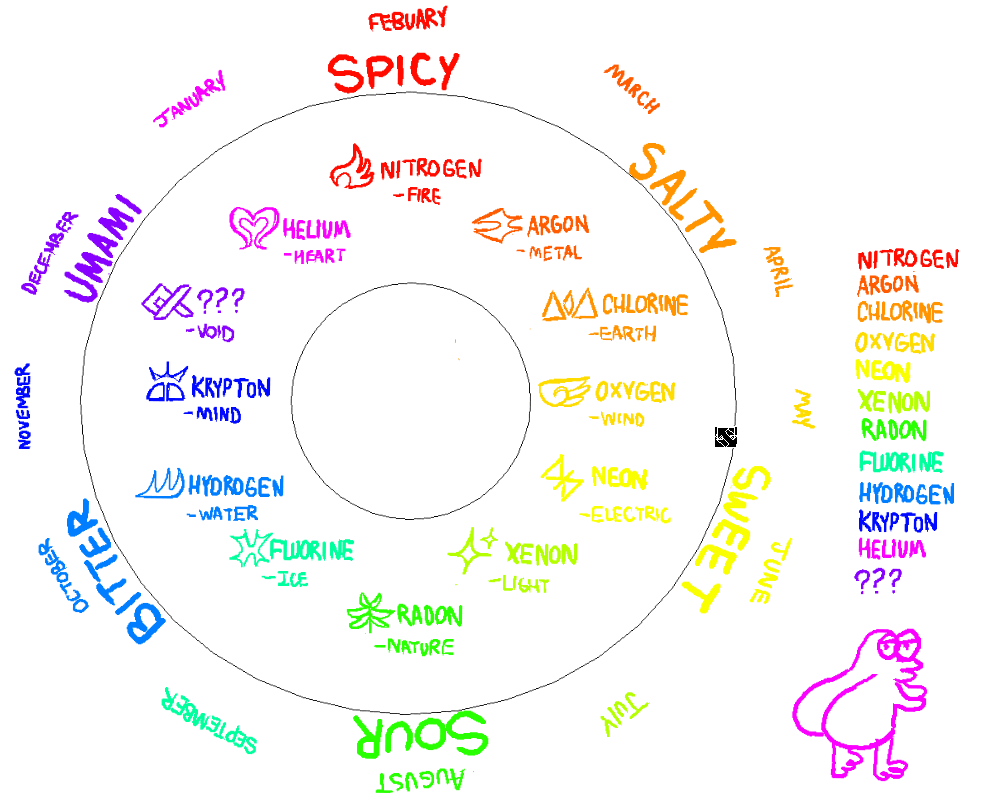 FEBUARY
SPICY
MARCH
SALTY
APRIL
MAY
SWEET
JUNE
JULY
SOUR
AUGUST
SEPTEMBER
BITTER
OCTOBER
NOVEMBER
UMAMI
DECEMBER
JANUARY
NITROGEN
-FIRE
ARGON
-METAL
CHLORINE
-EARTH
OXYGEN
-WIND
NEON
-ELECTRIC
XENON
-LIGHT
RADON
-NATURE
FLUORINE
-ICE
HYDROGEN
-WATER
KRYPTON
-MIND
???
-VOID
HELIUM
-HEART
NITROGEN
ARGON
CHLORINE
OXYGEN
NEON
XENON
RADON
FLUORINE
HYDROGEN
KRYPTON
HELIUM
???